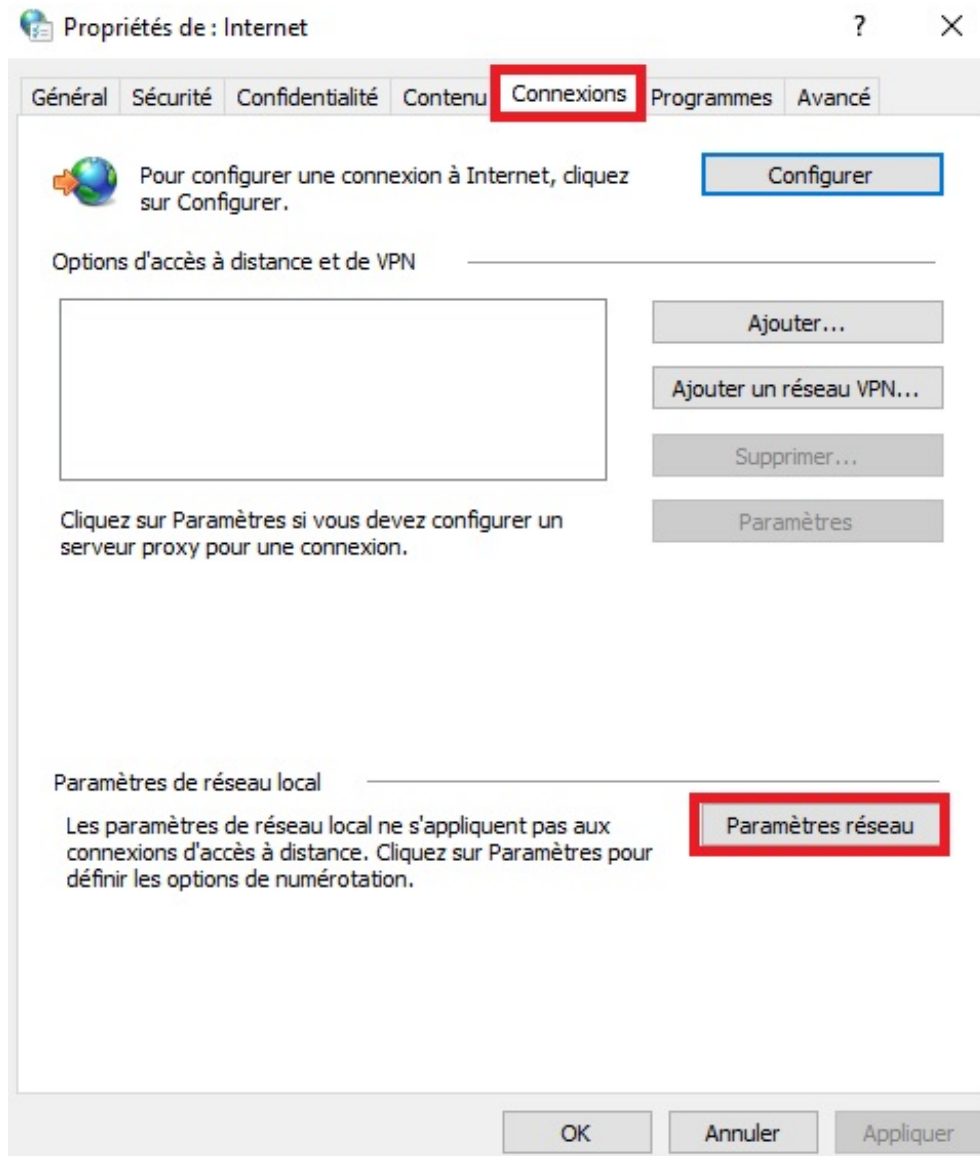 Propriétés de : Internet
?
Général Sécurité Confidentialité Contenu Connexions Programmes Avancé
Pour configurer une connexion à Internet, cliquez
sur Configurer.
Configurer
Options d'accès à distance et de VPN
Ajouter...
Ajouter un réseau VPN...
Supprimer...
Cliquez sur Paramètres si vous devez configurer un
serveur proxy pour une connexion.
Paramètres
Paramètres de réseau local
Les paramètres de réseau local ne s'appliquent pas aux
connexions d'accès à distance. Cliquez sur Paramètres pour
définir les options de numérotation.
Paramètres réseau
OK Annuler Appliquer